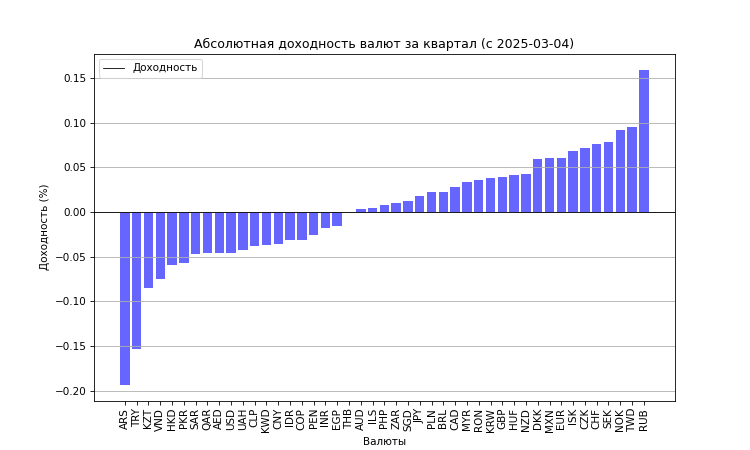 Абсолютная доходность валют за квартал (с 2025-03-04)
Доходность
0.15
0.10
0.05
0.00
−0.05
−0.10
−0.15
−0.20
Доходность (%)
ARS TRY KZT VND HKD PKR SAR QAR AED USD UAH CLP KWD CNY IDR COP PEN INR EGP THB AUD ILS PHP ZAR SGD JPY PLN BRL CAD MYR RON KRW GBP HUF NZD DKK MXN EUR ISK CZK CHF SEK NOK TWD RUB
Валюты